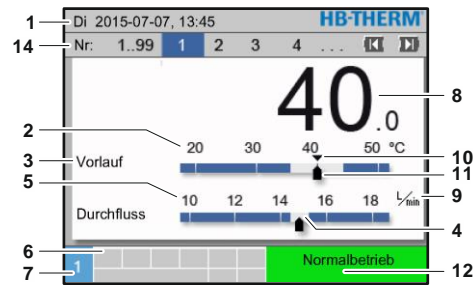 1 Di 2015-07-07, 13:45 HB-THERM
14 Nr: 1..99 1 2 3 4 ...
40.0 8
2 20 30 40 50 °C 10
3 Vorlauf 11
5 10 12 14 16 18 L/min 9
Durchfluss 4
6 Normalbetrieb
7 1 12